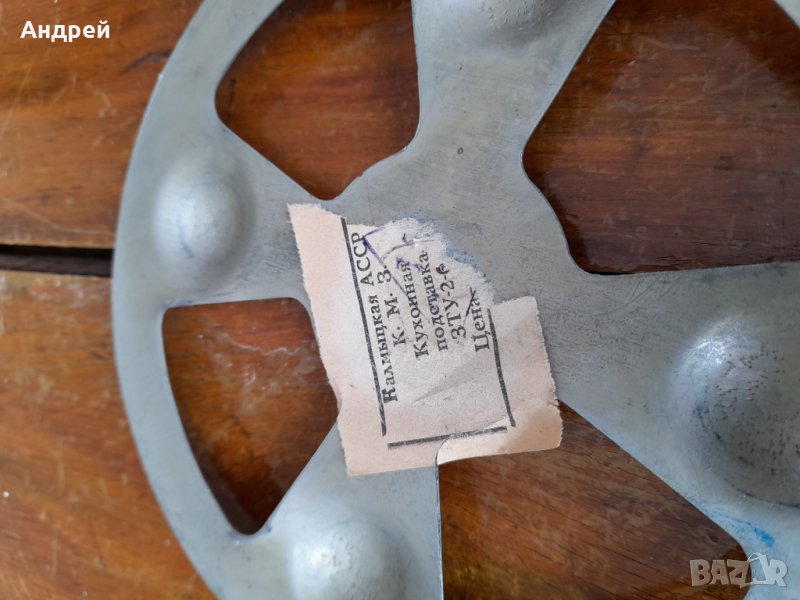 Андрей
Калмыцкая АССР
К. М. З.
Кухонная
подставка
ЗТУ-2-
Цена
BAZAR